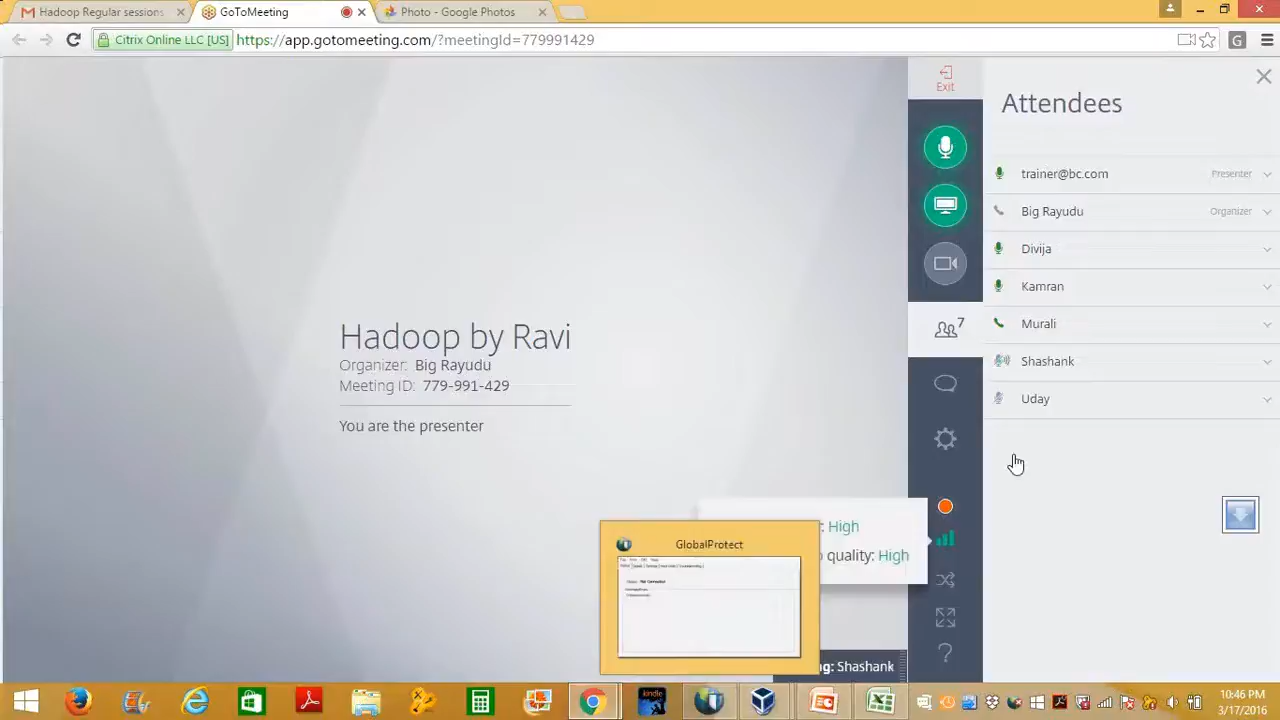 Hadoop Regular sessions
GoToMeeting
Photo - Google Photos
Citrix Online LLC [US]
https://app.gotomeeting.com/?meetingId=779991429
G
Exit
Attendees
trainer@bc.com
Presenter
Big Rayudu
Organizer
Divija
Kamran
7
Murali
Shashank
Uday
Hadoop by Ravi
Organizer: Big Rayudu
Meeting ID: 779-991-429
You are the presenter
: High
quality: High
GlobalProtect
?
ng: Shashank
kindle
10:46 PM
3/17/2016